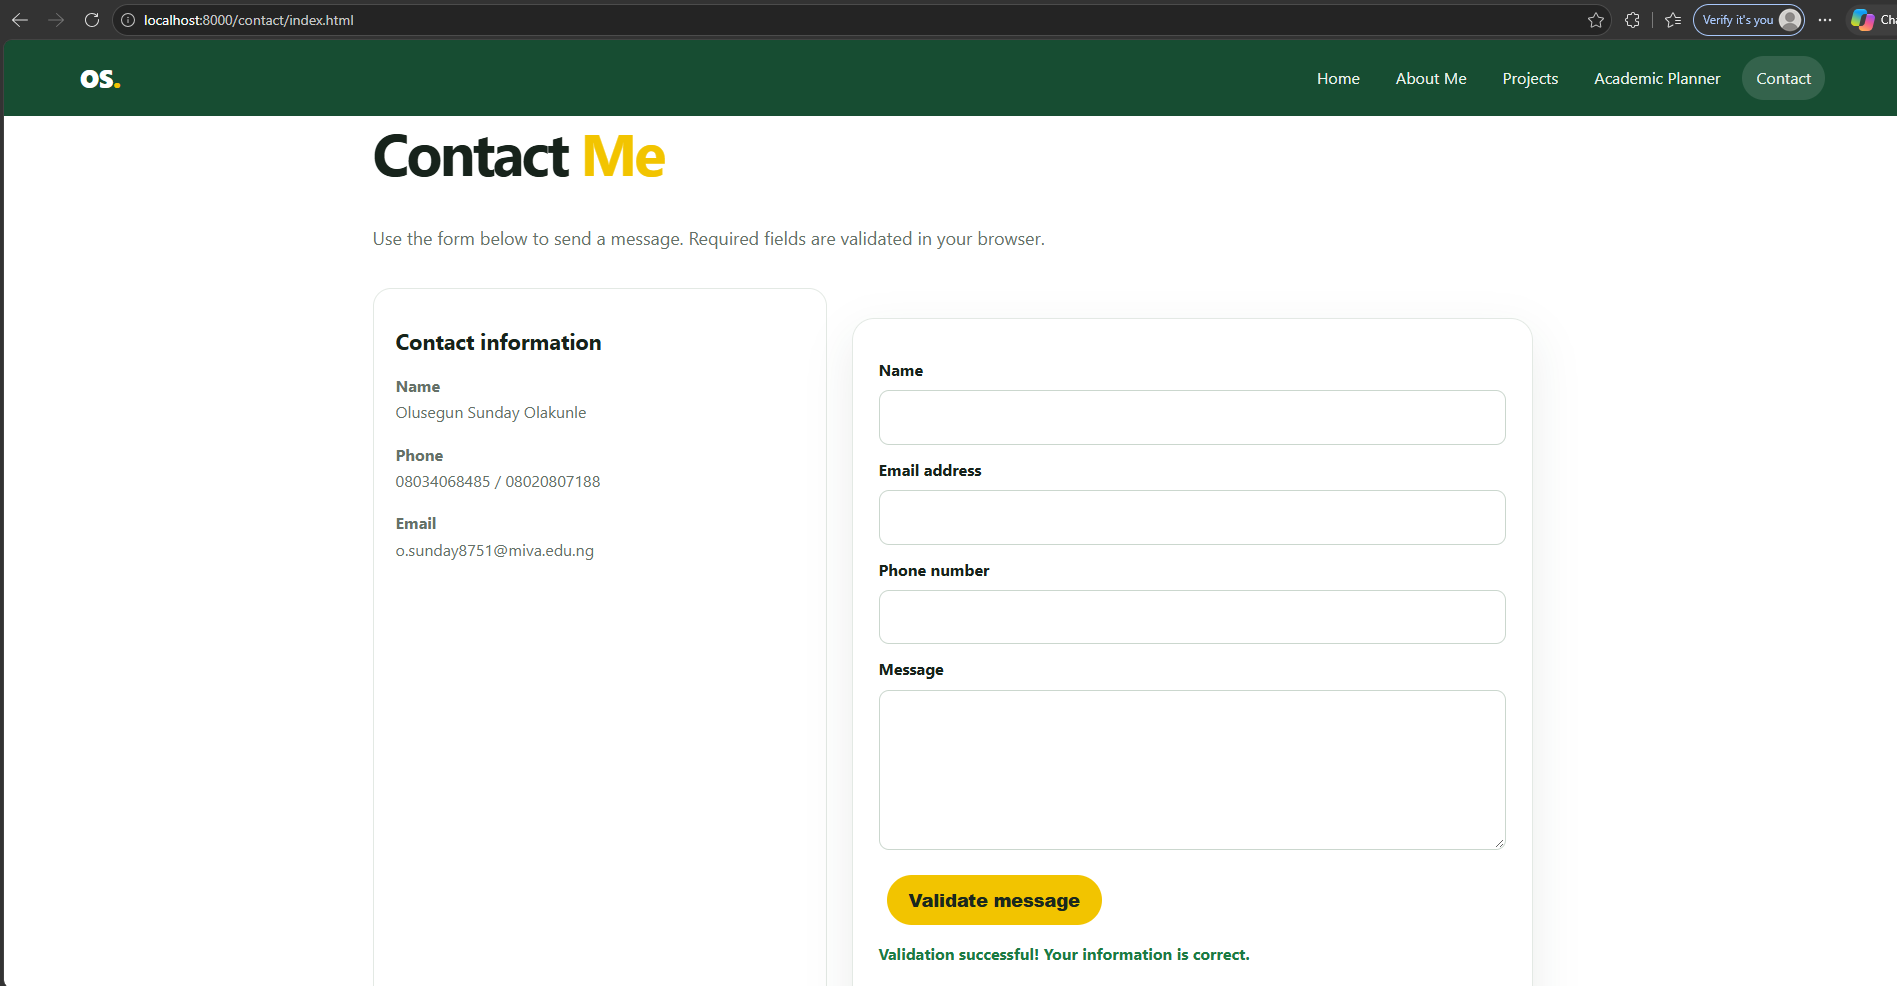 localhost:8000/contact/index.html
Verify it's you
os.
Home
About Me
Projects
Academic Planner
Contact
Contact Me
Use the form below to send a message. Required fields are validated in your browser.
Contact information
Name
Olusegun Sunday Olakunle
Phone
08034068485 / 08020807188
Email
o.sunday8751@miva.edu.ng
Name
Email address
Phone number
Message
Validate message
Validation successful! Your information is correct.